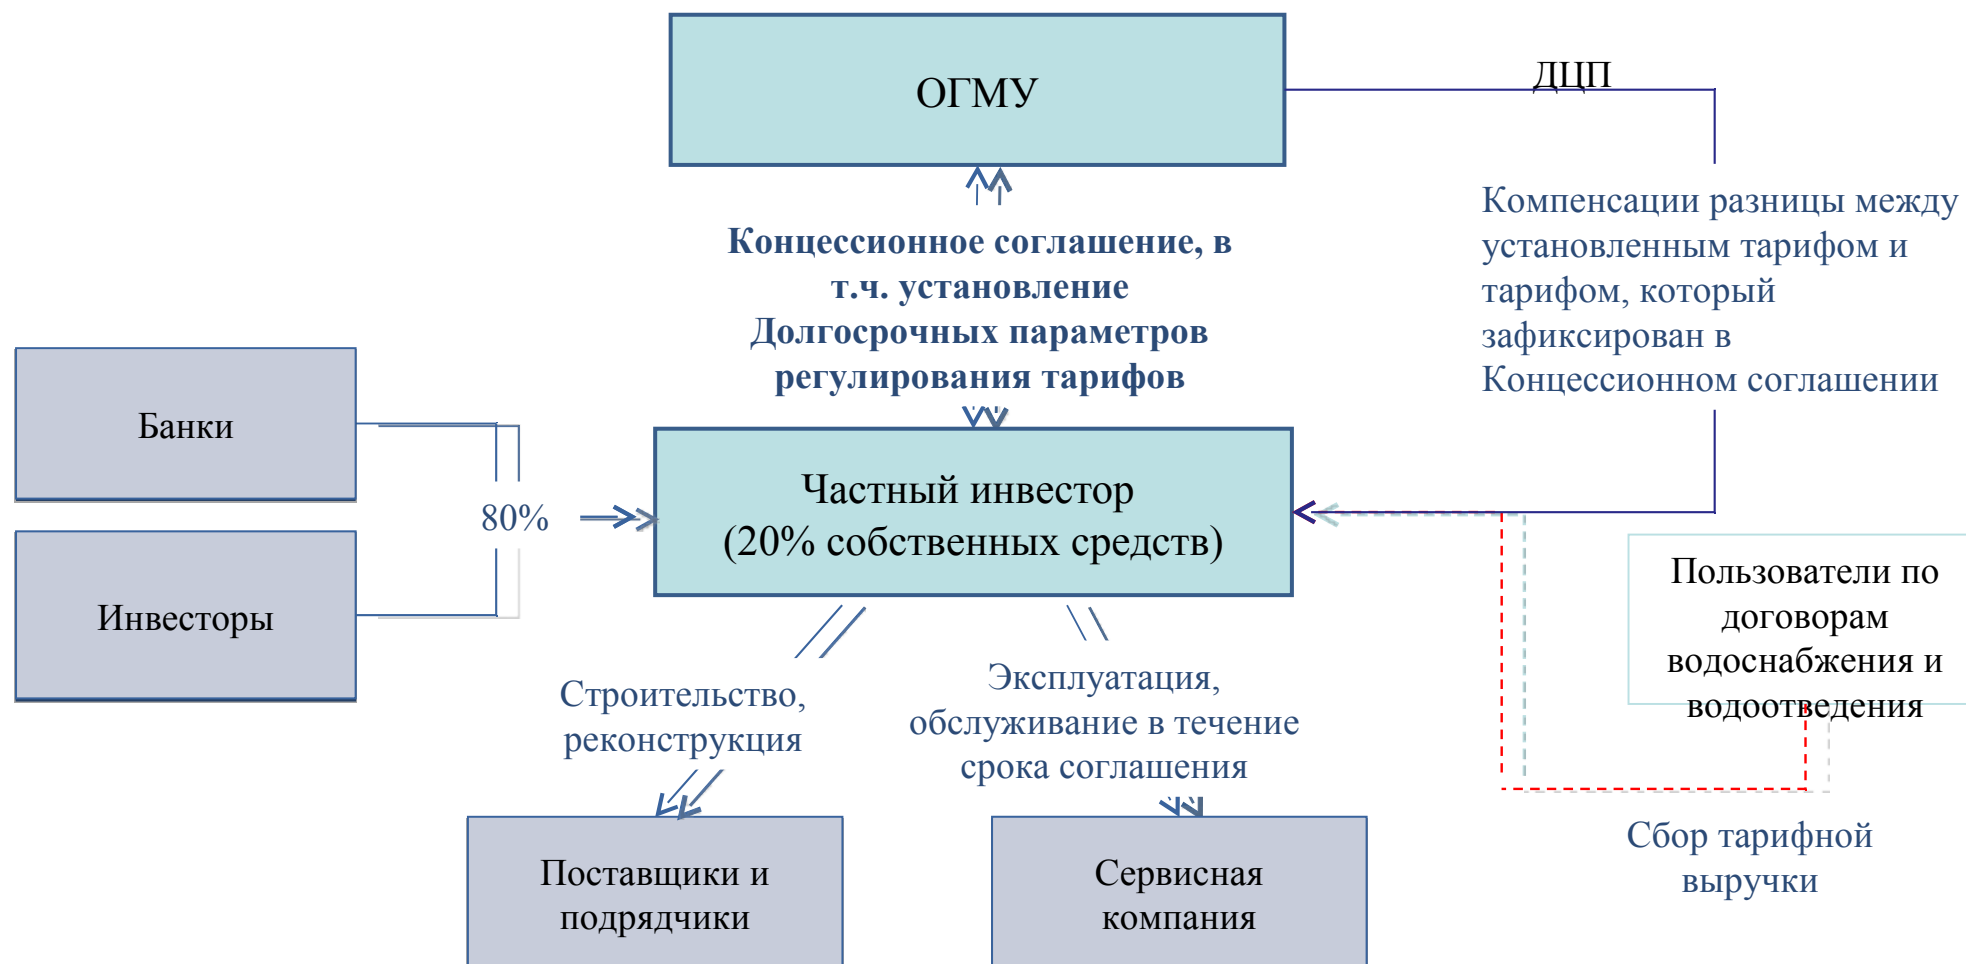 ОГМУ
ДЦП
Компенсации разницы между
установленным тарифом и
тарифом, который
зафиксирован в
Концессионном соглашении
Концессионное соглашение, в
т.ч. установление
Долгосрочных параметров
регулирования тарифов
Банки
80%
Инвесторы
Частный инвестор
(20% собственных средств)
Пользователи по
договорам
водоснабжения и
водоотведения
Строительство,
реконструкция
Эксплуатация,
обслуживание в течение
срока соглашения
Сбор тарифной
выручки
Поставщики и
подрядчики
Сервисная
компания